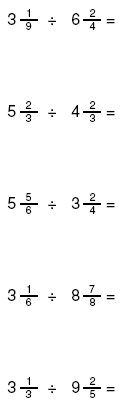 3 1/9 ÷ 6 2/4 =
5 2/3 ÷ 4 2/3 =
5 5/6 ÷ 3 2/4 =
3 1/6 ÷ 8 7/8 =
3 1/3 ÷ 9 2/5 =